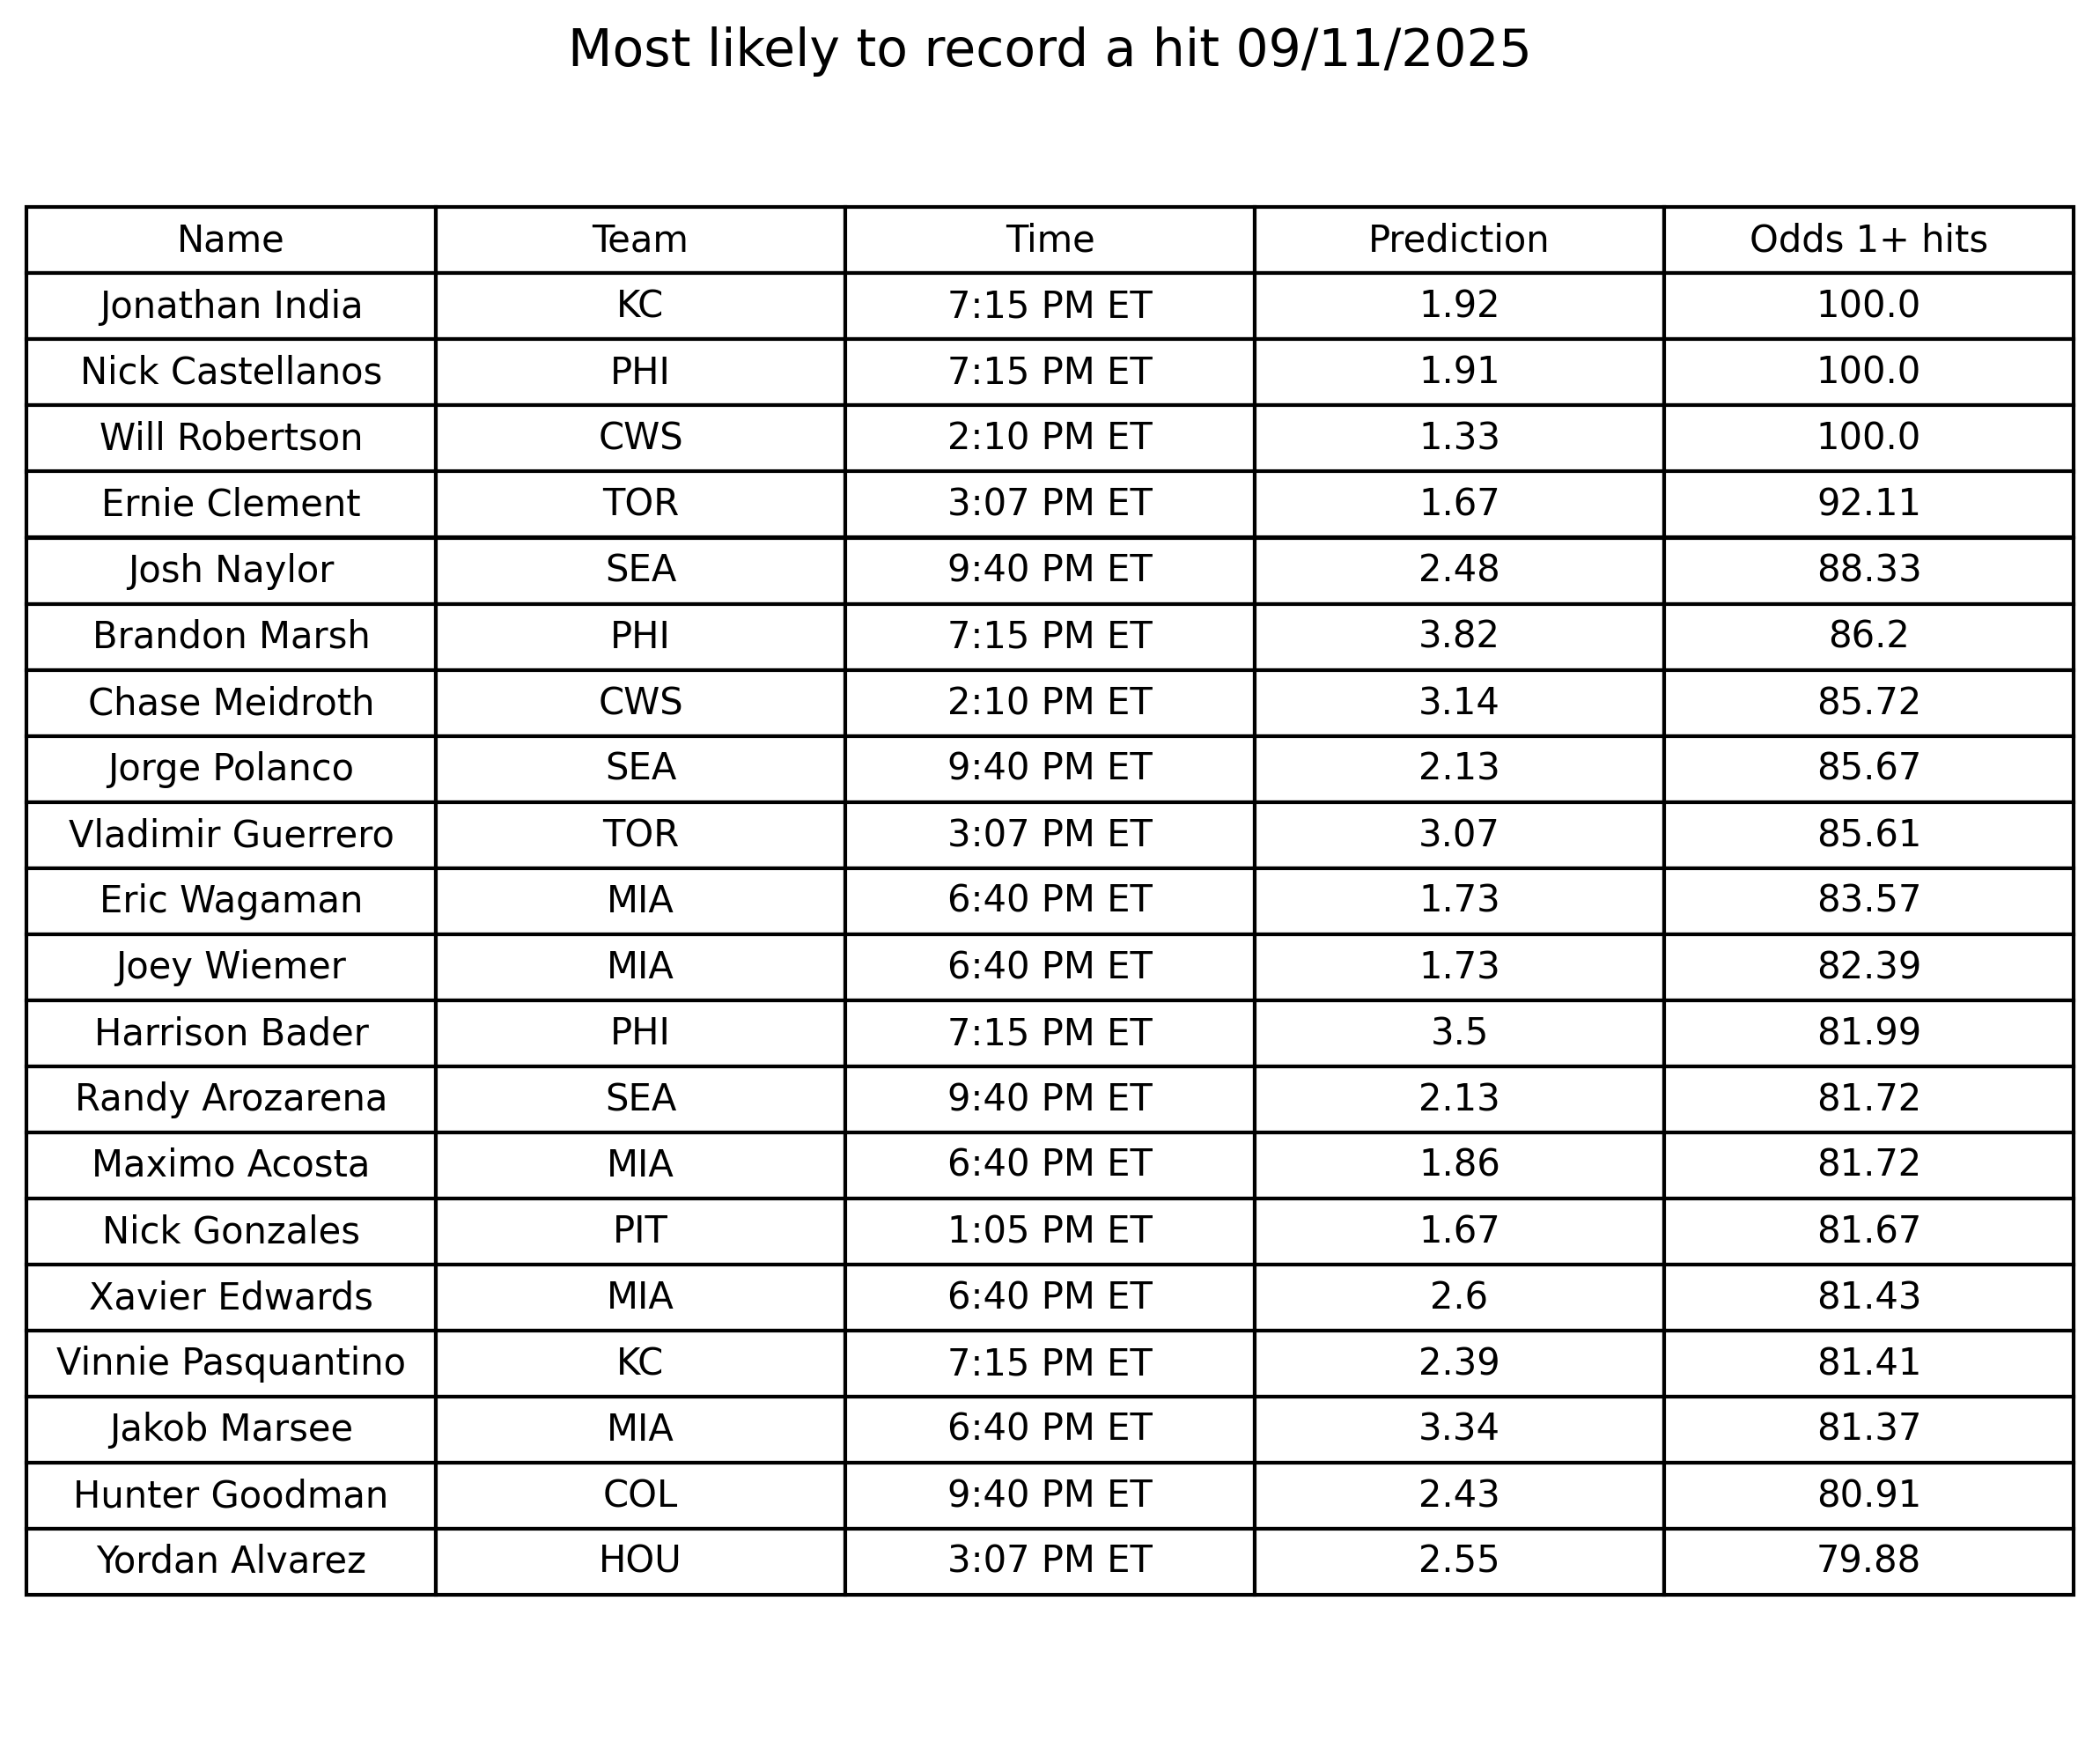 Most likely to record a hit 09/11/2025
Name Team Time Prediction Odds 1+ hits
Jonathan India KC 7:15 PM ET 1.92 100.0
Nick Castellanos PHI 7:15 PM ET 1.91 100.0
Will Robertson CWS 2:10 PM ET 1.33 100.0
Ernie Clement TOR 3:07 PM ET 1.67 92.11
Josh Naylor SEA 9:40 PM ET 2.48 88.33
Brandon Marsh PHI 7:15 PM ET 3.82 86.2
Chase Meidroth CWS 2:10 PM ET 3.14 85.72
Jorge Polanco SEA 9:40 PM ET 2.13 85.67
Vladimir Guerrero TOR 3:07 PM ET 3.07 85.61
Eric Wagaman MIA 6:40 PM ET 1.73 83.57
Joey Wiemer MIA 6:40 PM ET 1.73 82.39
Harrison Bader PHI 7:15 PM ET 3.5 81.99
Randy Arozarena SEA 9:40 PM ET 2.13 81.72
Maximo Acosta MIA 6:40 PM ET 1.86 81.72
Nick Gonzales PIT 1:05 PM ET 1.67 81.67
Xavier Edwards MIA 6:40 PM ET 2.6 81.43
Vinnie Pasquantino KC 7:15 PM ET 2.39 81.41
Jakob Marsee MIA 6:40 PM ET 3.34 81.37
Hunter Goodman COL 9:40 PM ET 2.43 80.91
Yordan Alvarez HOU 3:07 PM ET 2.55 79.88